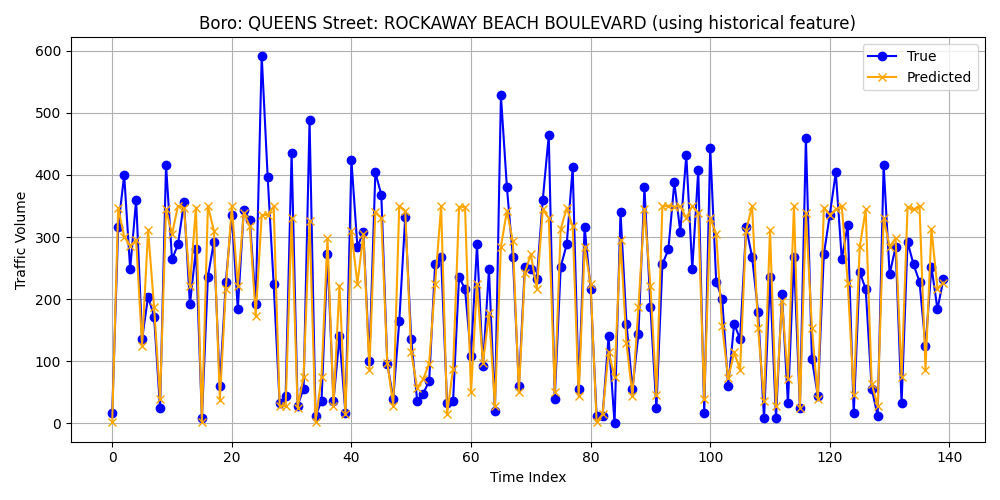 Boro: QUEENS Street: ROCKAWAY BEACH BOULEVARD (using historical feature)
True
Predicted
Traffic Volume
600
500
400
300
200
100
0
0 20 40 60 80 100 120 140
Time Index